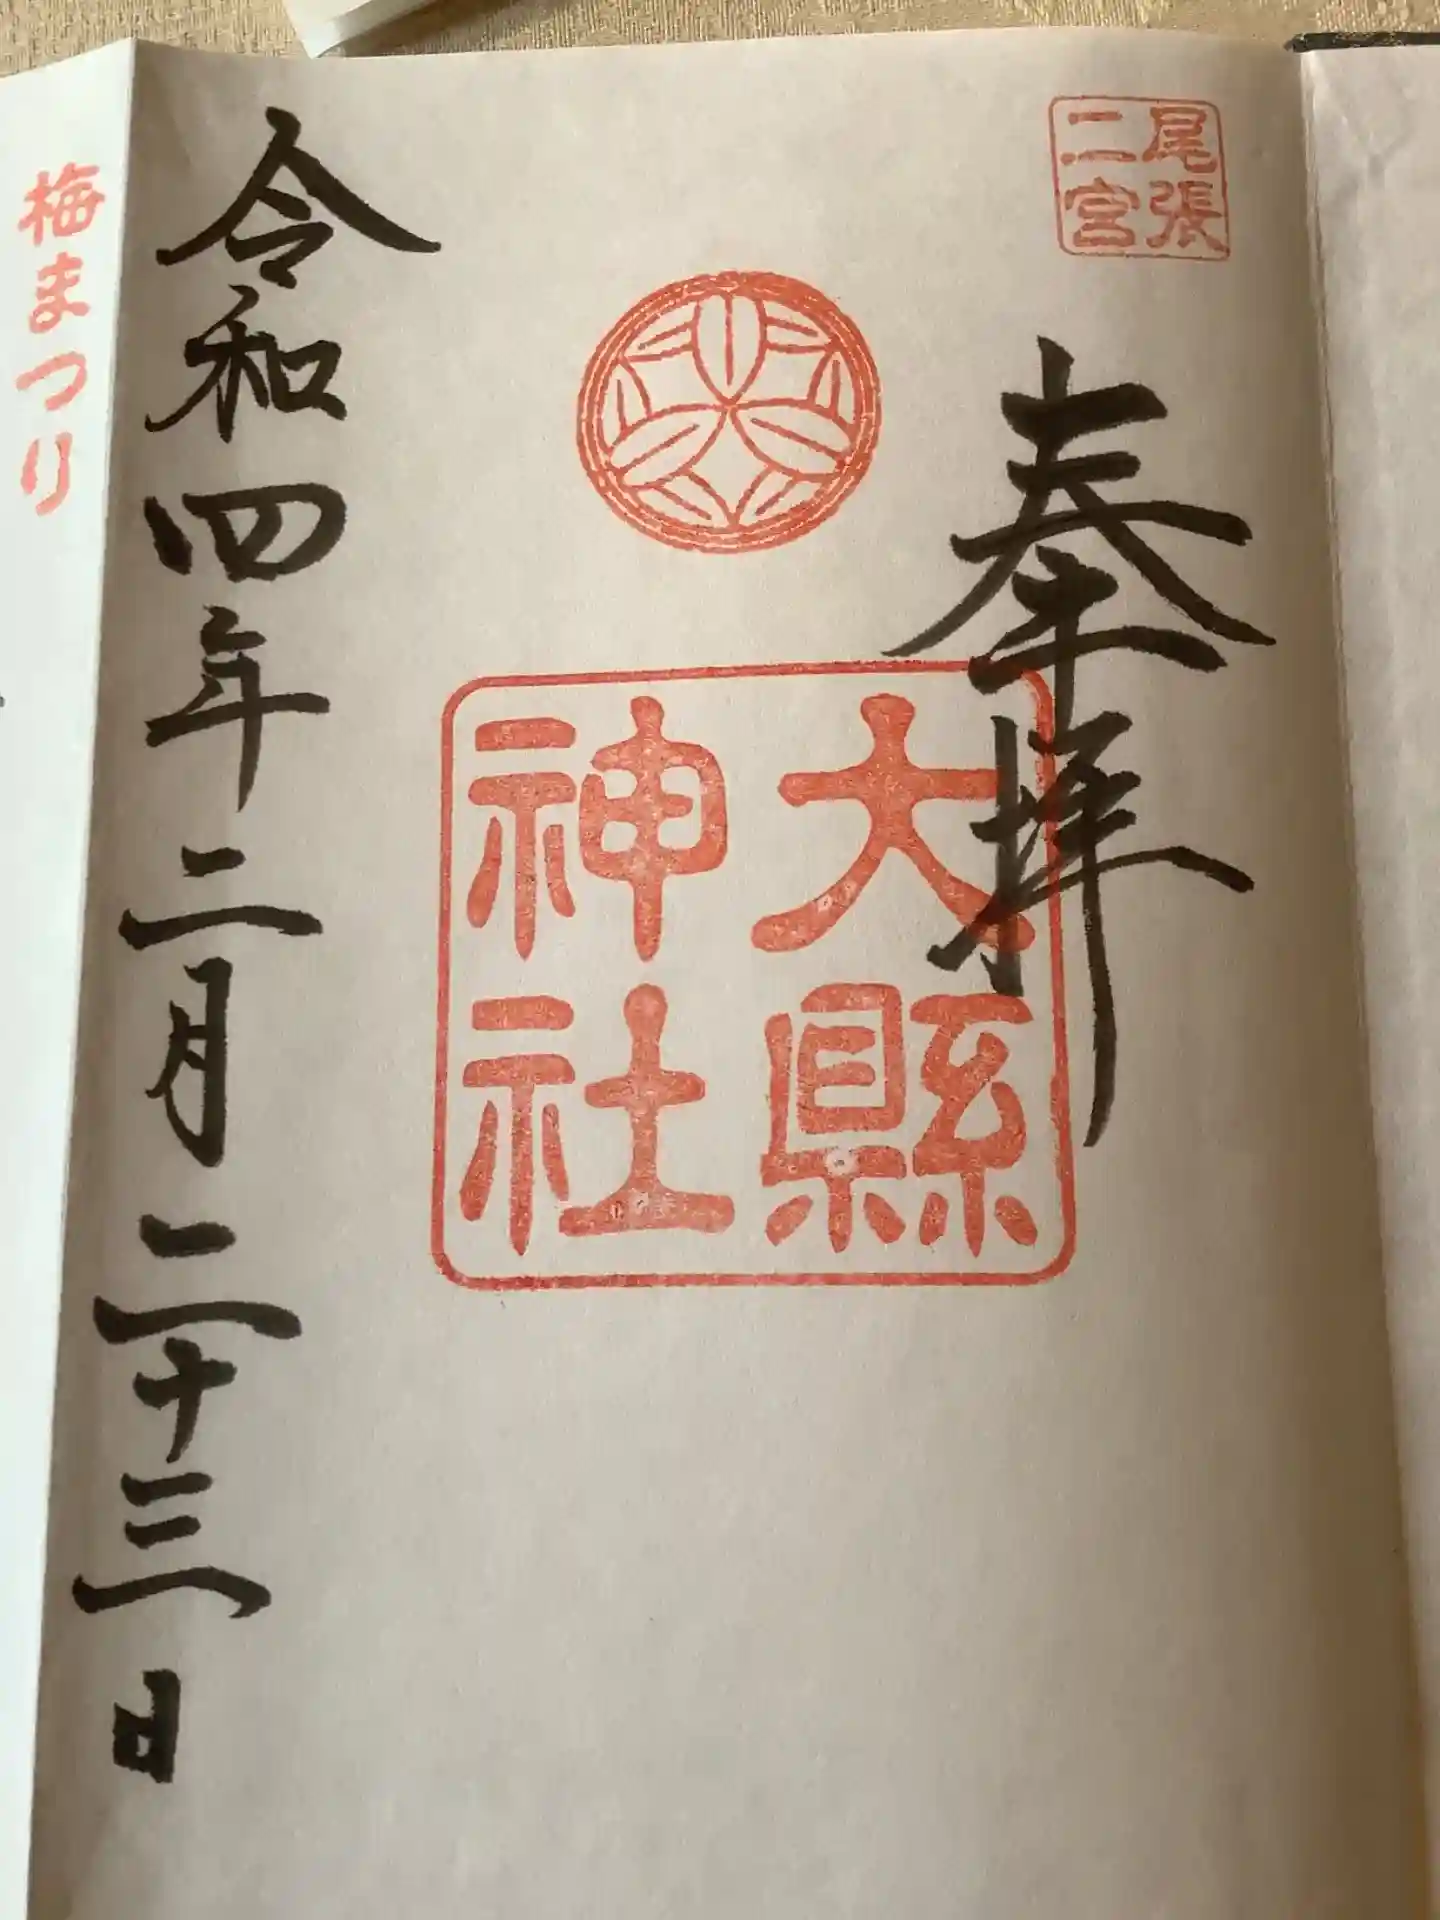 尾張
二宮
奉拝
大縣
神社
令和四年二月二十三日
梅まつり